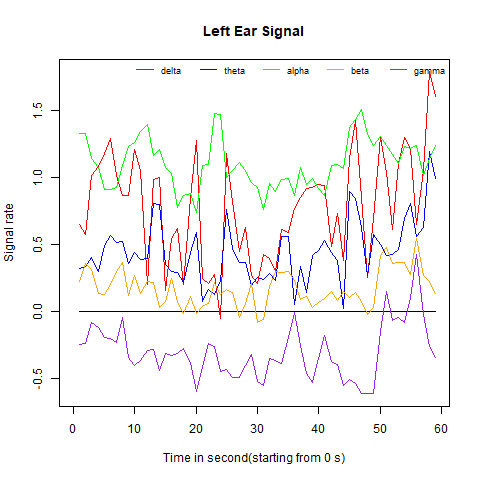 Left Ear Signal
delta theta alpha beta gamma
Signal rate
1.5
1.0
0.5
0.0
-0.5
0 10 20 30 40 50 60
Time in second(starting from 0 s)